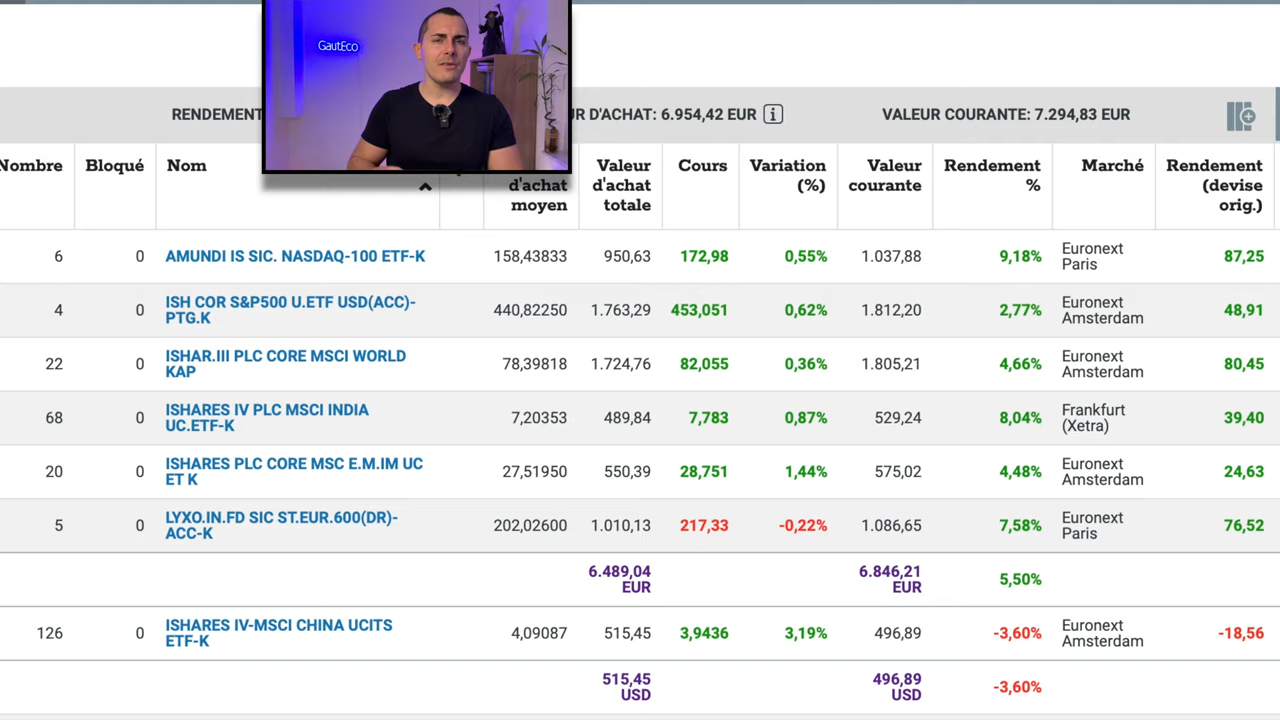 GautEco
RENDEMENT
R D'ACHAT: 6.954,42 EUR i
VALEUR COURANTE: 7.294,83 EUR
Nombre
Bloqué
Nom
d'achat
moyen
Valeur
d'achat
totale
Cours
Variation
(%)
Valeur
courante
Rendement
%
Marché
Rendement
(devise
orig.)
6 0 AMUNDI IS SIC. NASDAQ-100 ETF-K 158,43833 950,63 172,98 0,55% 1.037,88 9,18% Euronext
Paris 87,25
4 0 ISH COR S&P500 U.ETF USD(ACC)-
PTG.K 440,82250 1.763,29 453,051 0,62% 1.812,20 2,77% Euronext
Amsterdam 48,91
22 0 ISHAR.III PLC CORE MSCI WORLD
KAP 78,39818 1.724,76 82,055 0,36% 1.805,21 4,66% Euronext
Amsterdam 80,45
68 0 ISHARES IV PLC MSCI INDIA
UC.ETF-K 7,20353 489,84 7,783 0,87% 529,24 8,04% Frankfurt
(Xetra) 39,40
20 0 ISHARES PLC CORE MSC E.M.IM UC
ET K 27,51950 550,39 28,751 1,44% 575,02 4,48% Euronext
Amsterdam 24,63
5 0 LYXO.IN.FD SIC ST.EUR.600(DR)-
ACC-K 202,02600 1.010,13 217,33 -0,22% 1.086,65 7,58% Euronext
Paris 76,52
6.489,04
EUR
6.846,21
EUR
5,50%
126 0 ISHARES IV-MSCI CHINA UCITS
ETF-K 4,09087 515,45 3,9436 3,19% 496,89 -3,60% Euronext
Amsterdam -18,56
515,45
USD
496,89
USD
-3,60%